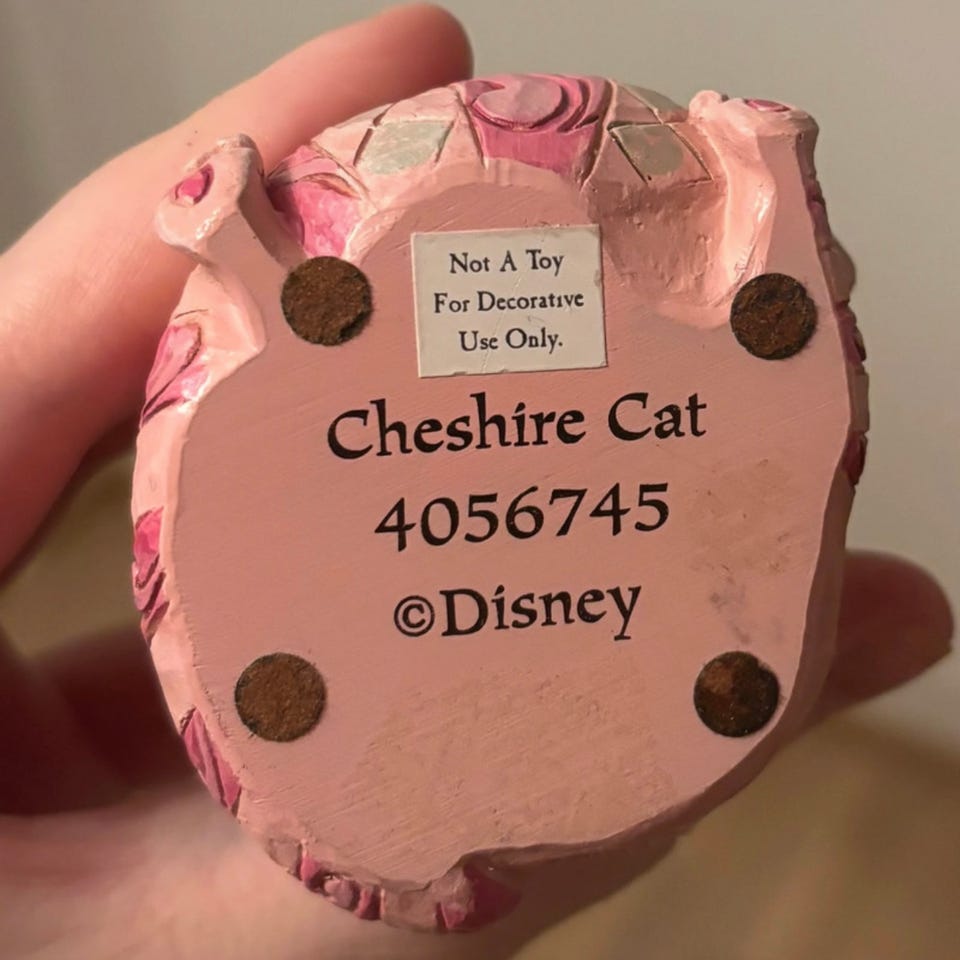 Not A Toy
For Decorative
Use Only.
Cheshire Cat
4056745
©Disney